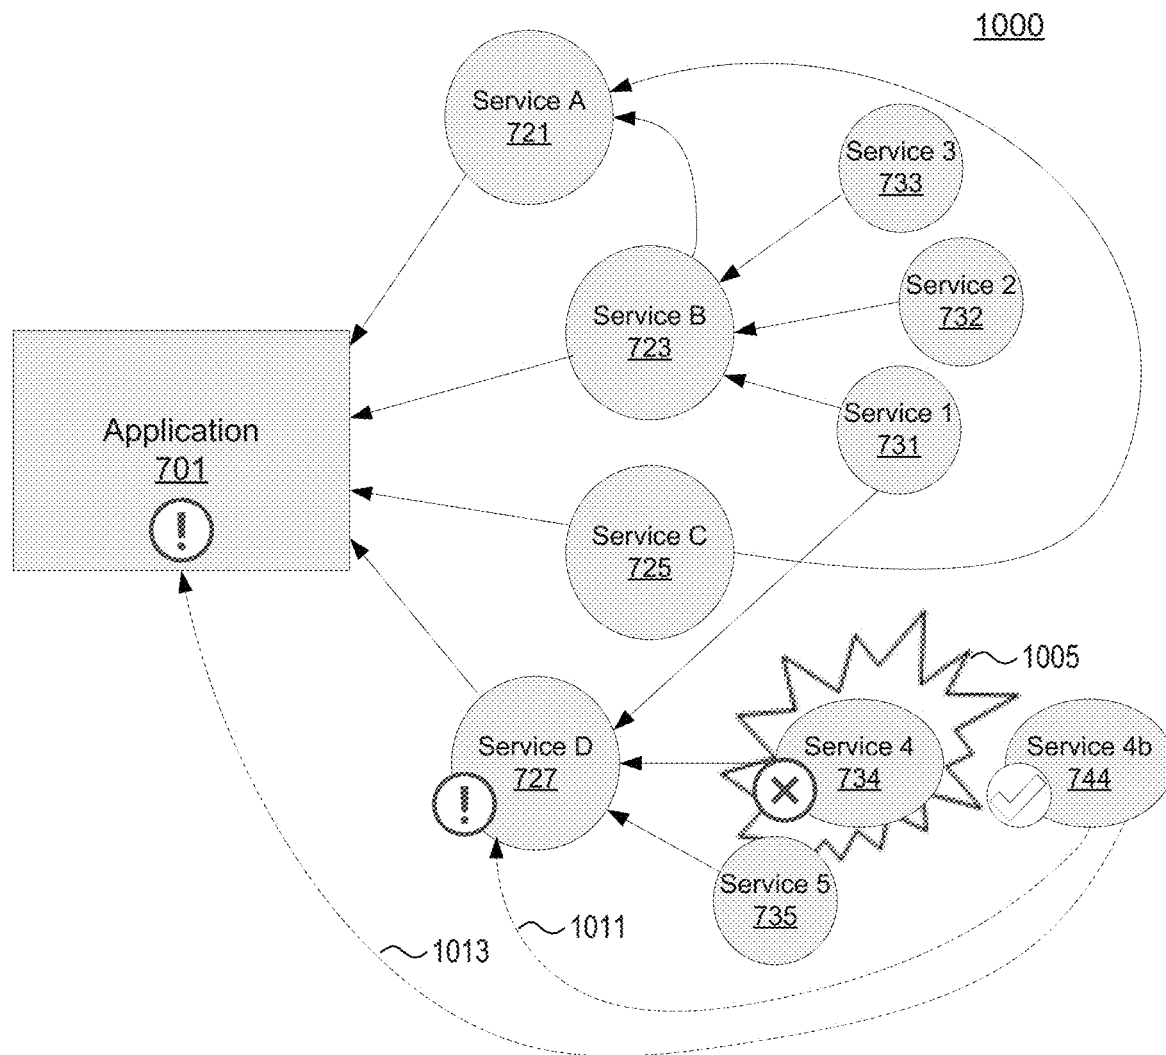 1000
Service A
721
Service 3
733
Service 2
732
Service B
723
Service 1
731
Application
701
!
Service C
725
1005
Service D
727
!
Service 4
734
Service 4b
744
Service 5
735
1011
1013